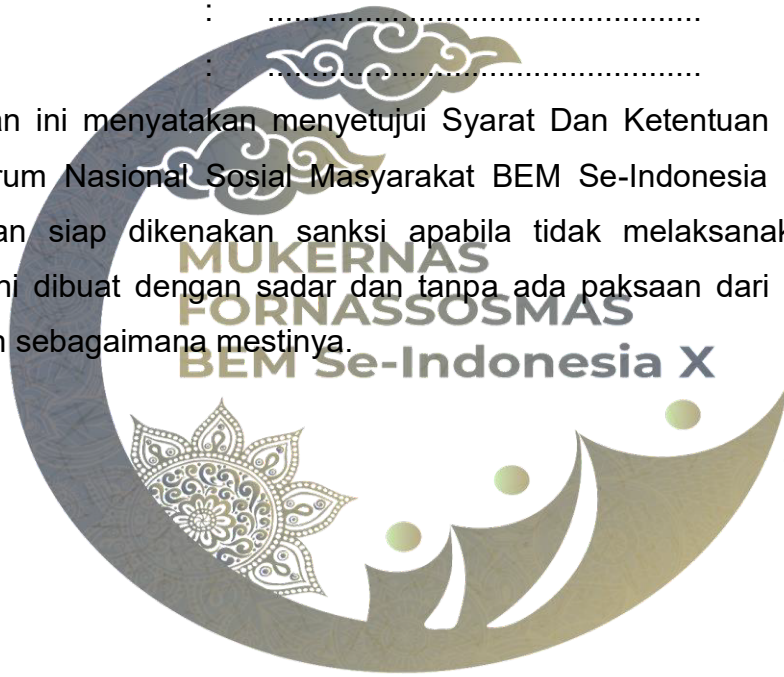 : ......................................................
: ......................................................
an ini menyatakan menyetujui Syarat Dan Ketentuan
rum Nasional Sosial Masyarakat BEM Se-Indonesia
an siap dikenakan sanksi apabila tidak melaksanak
ni dibuat dengan sadar dan tanpa ada paksaan dari
n sebagaimana mestinya.
MUKERNAS
FORNASSOSMAS
BEM Se-Indonesia X